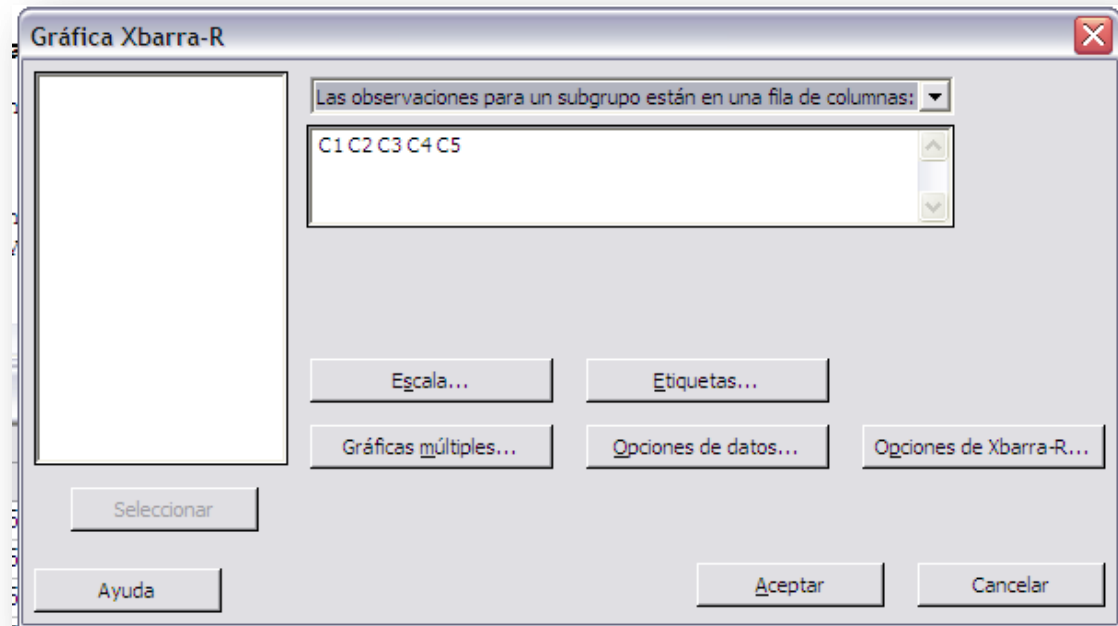 Gráfica Xbarra-R
Las observaciones para un subgrupo están en una fila de columnas:
C1 C2 C3 C4 C5
Escala... Etiquetas...
Gráficas múltiples... Opciones de datos... Opciones de Xbarra-R...
Seleccionar
Ayuda Aceptar Cancelar